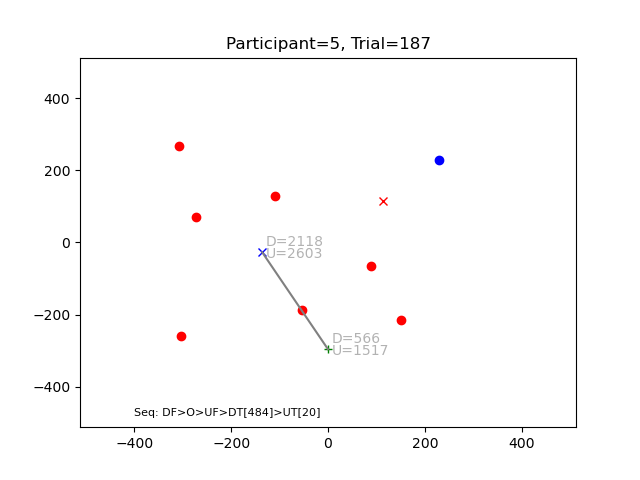 Participant=5, Trial=187
400
200
0
−200
−400
D=2118
U=2603
D=566
U=1517
Seq: DF>O>UF>DT[484]>UT[20]
−400 −200 0 200 400